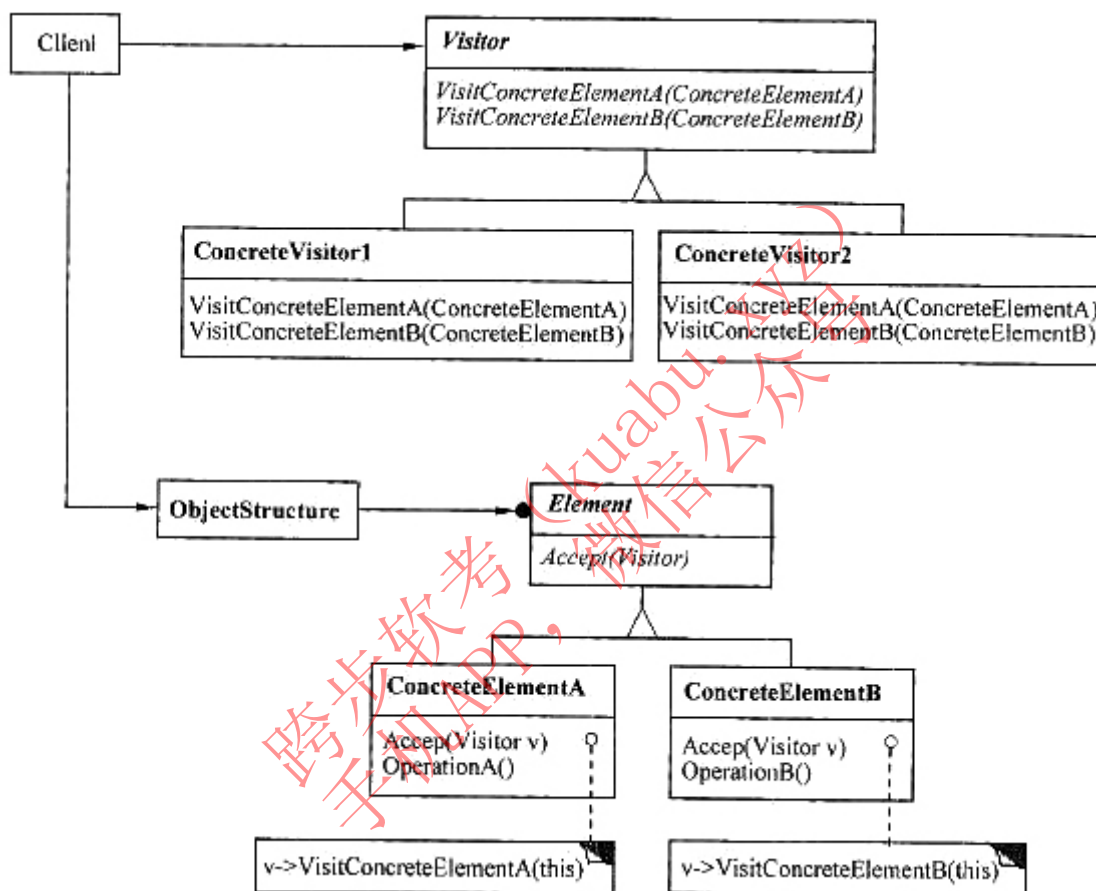 Client
Visitor
VisitConcreteElementA(ConcreteElementA)
VisitConcreteElementB(ConcreteElementB)
ConcreteVisitor1
VisitConcreteElementA(ConcreteElementA)
VisitConcreteElementB(ConcreteElementB)
ConcreteVisitor2
VisitConcreteElementA(ConcreteElementA)
VisitConcreteElementB(ConcreteElementB)
ObjectStructure
Element
Accept(Visitor)
ConcreteElementA
Accep(Visitor v)
OperationA()
ConcreteElementB
Accep(Visitor v)
OperationB()
v->VisitConcreteElementA(this)
v->VisitConcreteElementB(this)
跨步软考（kuabu.xyz）
手机APP，微信公众号